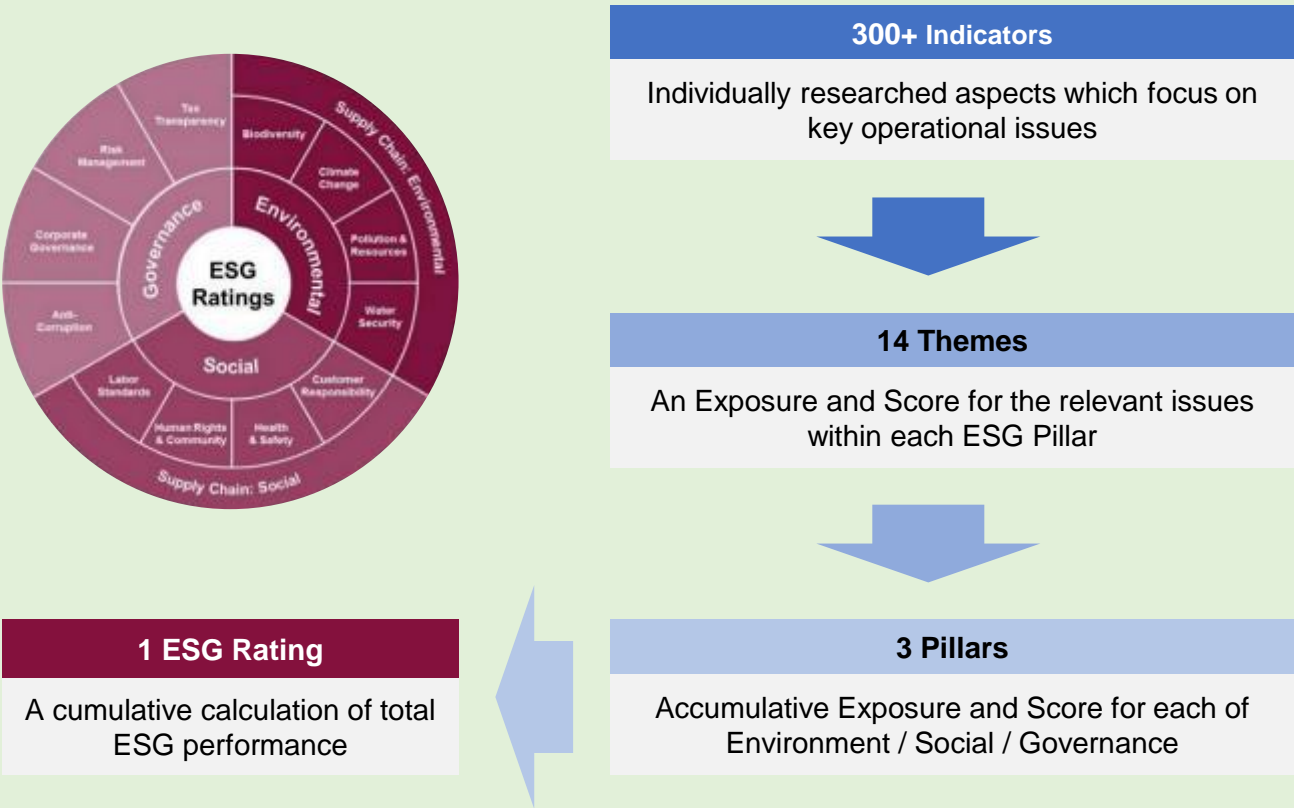 Tax
Transparency
Risk
Management
Corporate
Governance
Anti-
Corruption
Governance
Biodiversity
Climate
Change
Pollution &
Resources
Water
Security
Environmental
Supply Chain: Environmental
ESG
Ratings
Social
Labor
Standards
Human Rights
& Community
Health
& Safety
Customer
Responsibility
Supply Chain: Social
300+ Indicators
Individually researched aspects which focus on
key operational issues
14 Themes
An Exposure and Score for the relevant issues
within each ESG Pillar
3 Pillars
Accumulative Exposure and Score for each of
Environment / Social / Governance
1 ESG Rating
A cumulative calculation of total
ESG performance